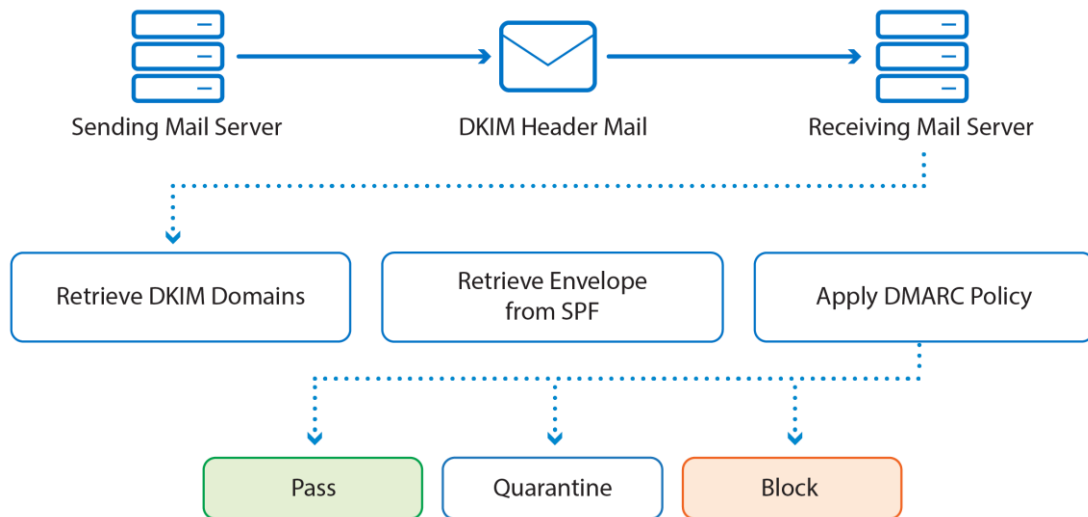 Sending Mail Server
DKIM Header Mail
Receiving Mail Server
Retrieve DKIM Domains
Retrieve Envelope
from SPF
Apply DMARC Policy
Pass
Quarantine
Block